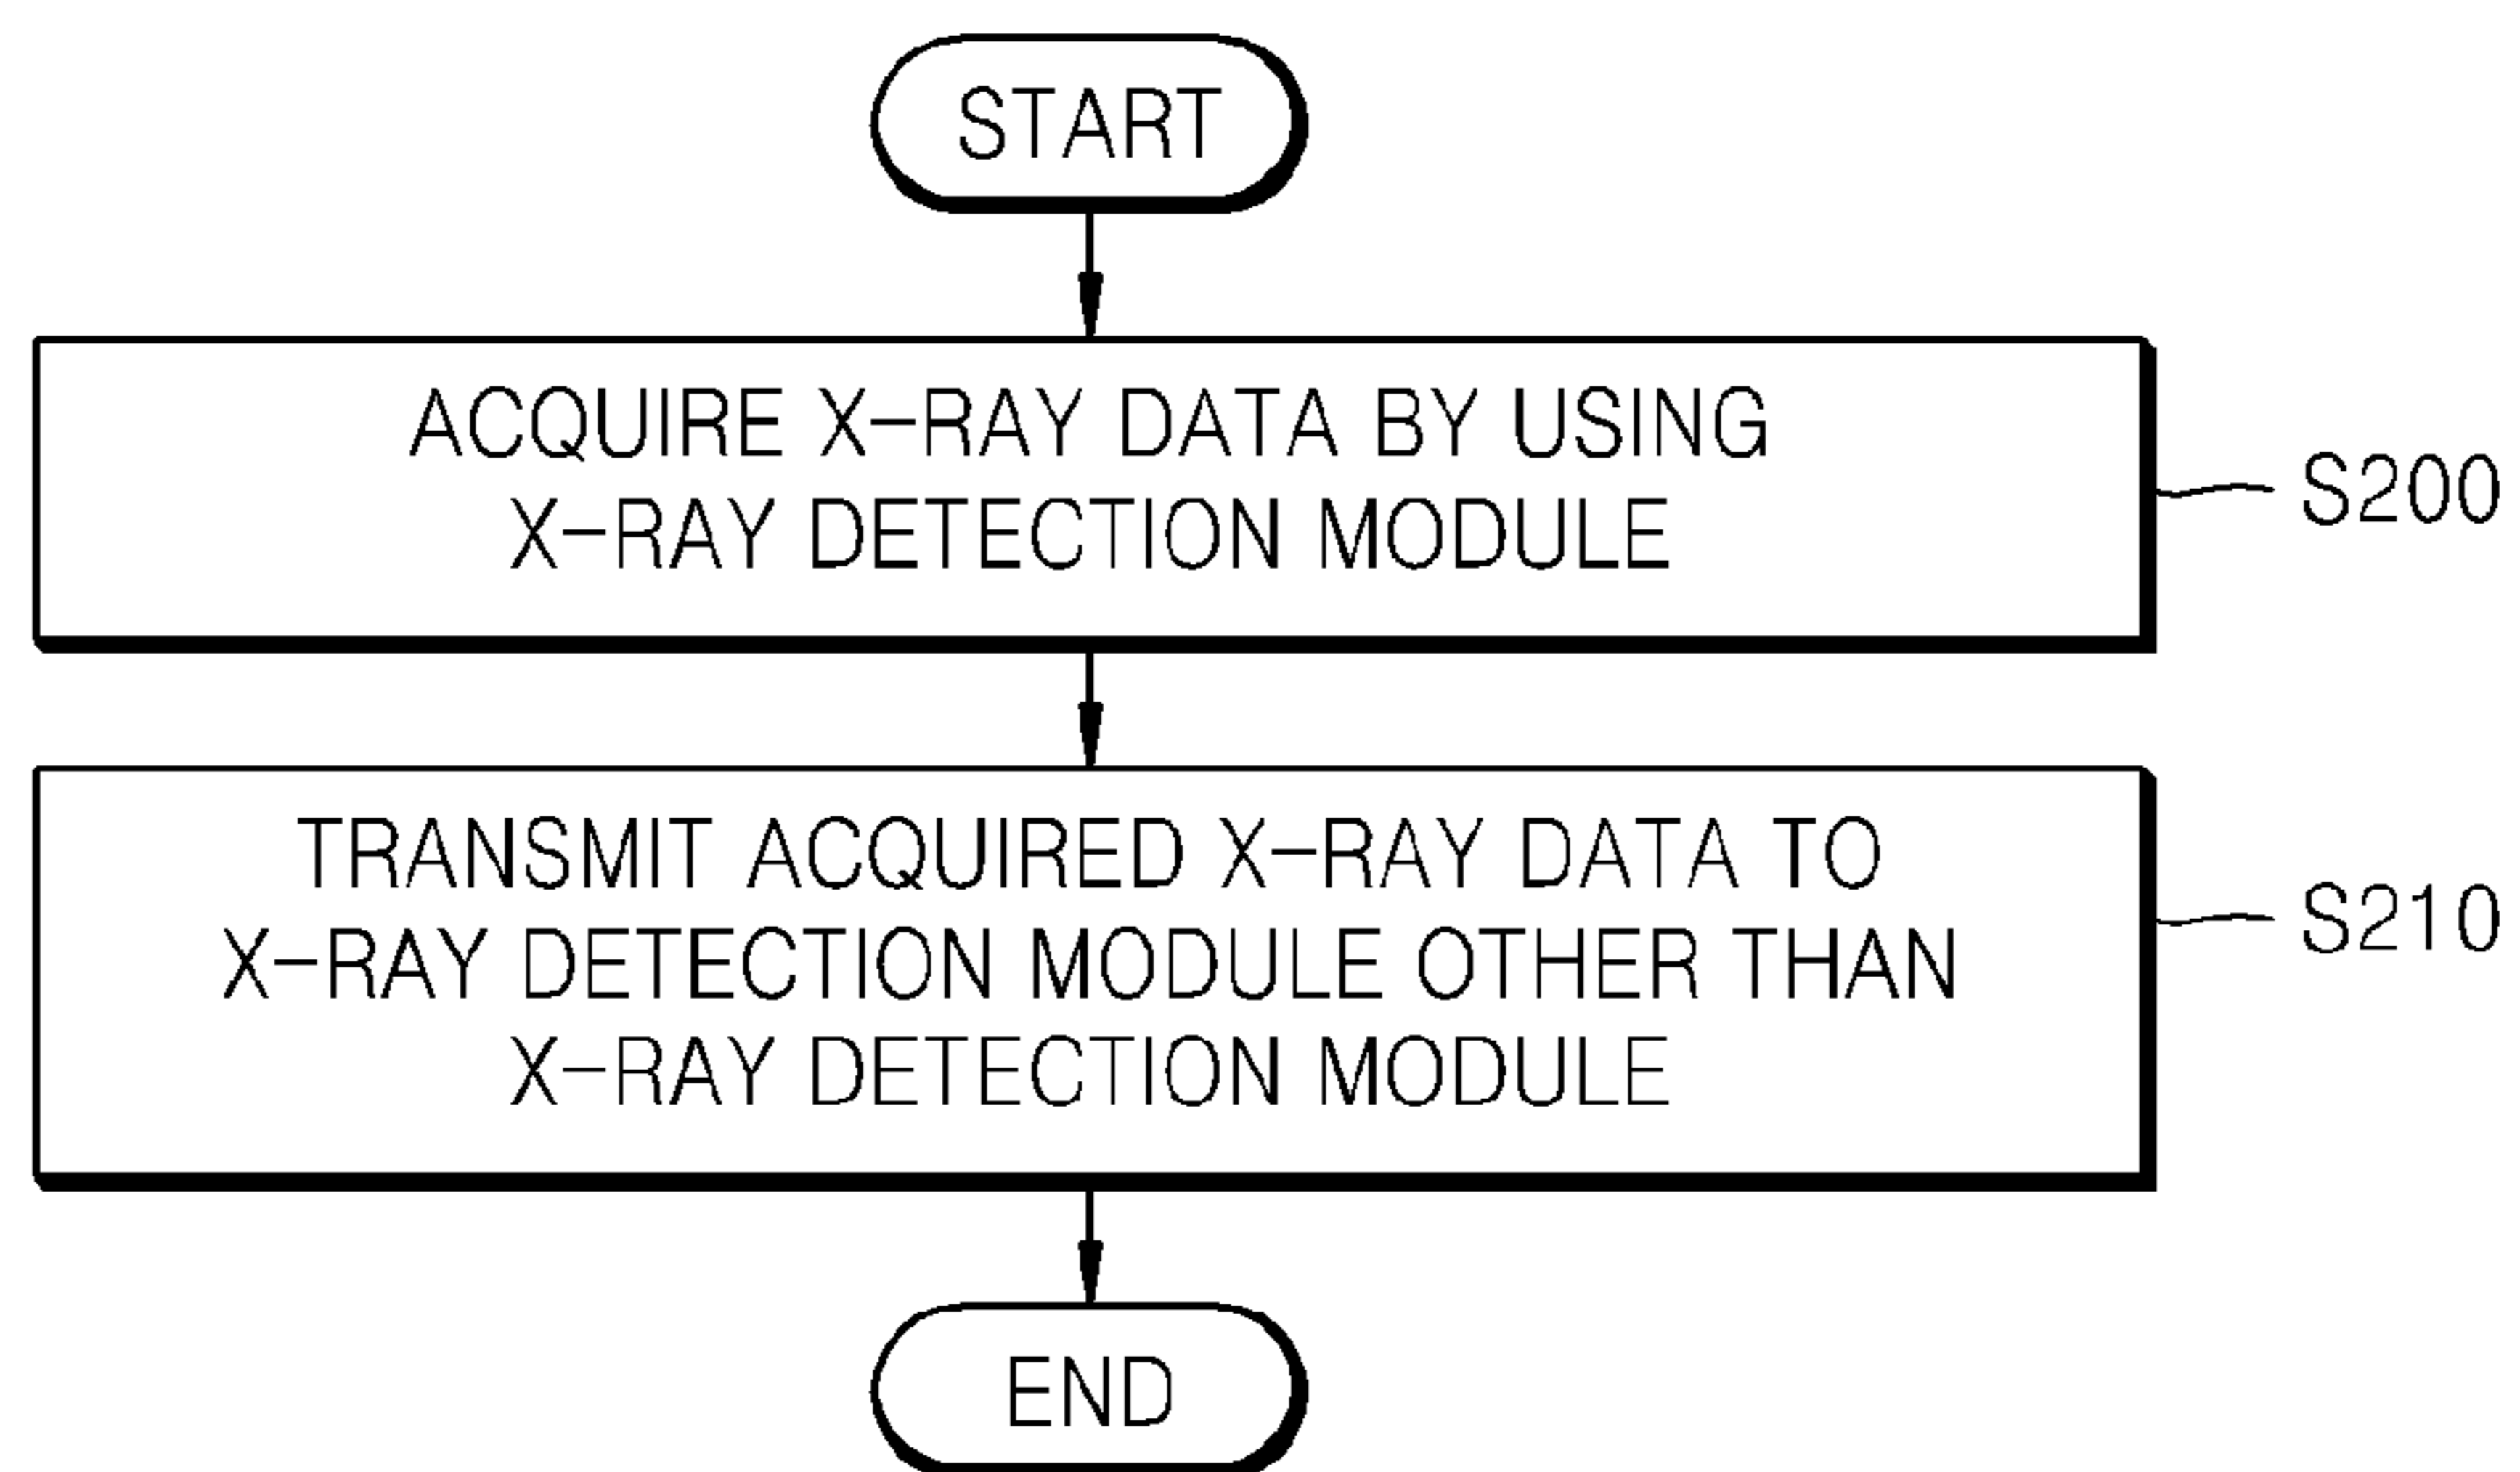 START
ACQUIRE X-RAY DATA BY USING
X-RAY DETECTION MODULE
S200
TRANSMIT ACQUIRED X-RAY DATA TO
X-RAY DETECTION MODULE OTHER THAN
X-RAY DETECTION MODULE
S210
END